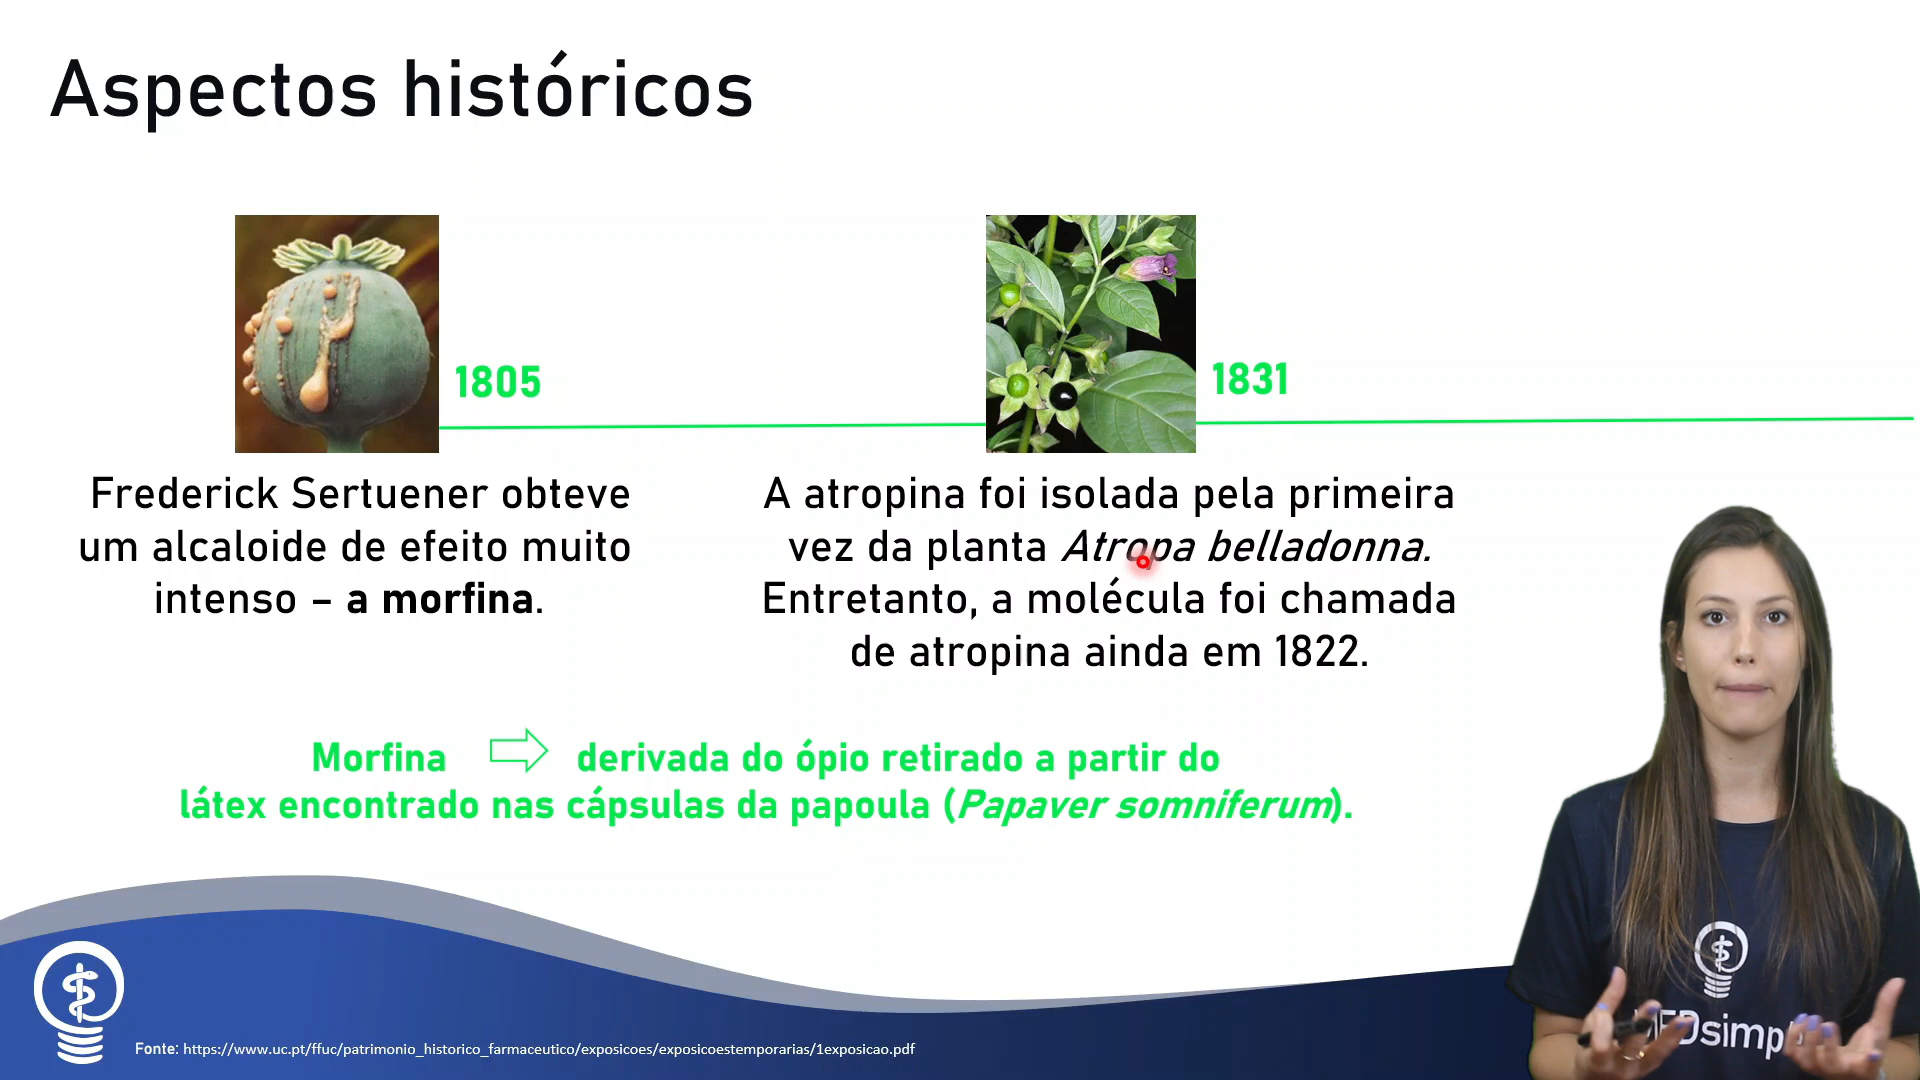 Aspectos históricos
1805
1831
Frederick Sertuener obteve
um alcaloide de efeito muito
intenso – a morfina.
A atropina foi isolada pela primeira
vez da planta Atropa belladonna.
Entretanto, a molécula foi chamada
de atropina ainda em 1822.
Morfina ⇨ derivada do ópio retirado a partir do
látex encontrado nas cápsulas da papoula (Papaver somniferum).
Fonte: https://www.uc.pt/ffuc/patrimonio_historico_farmaceutico/exposicoes/exposicoestemporarias/1exposicao.pdf